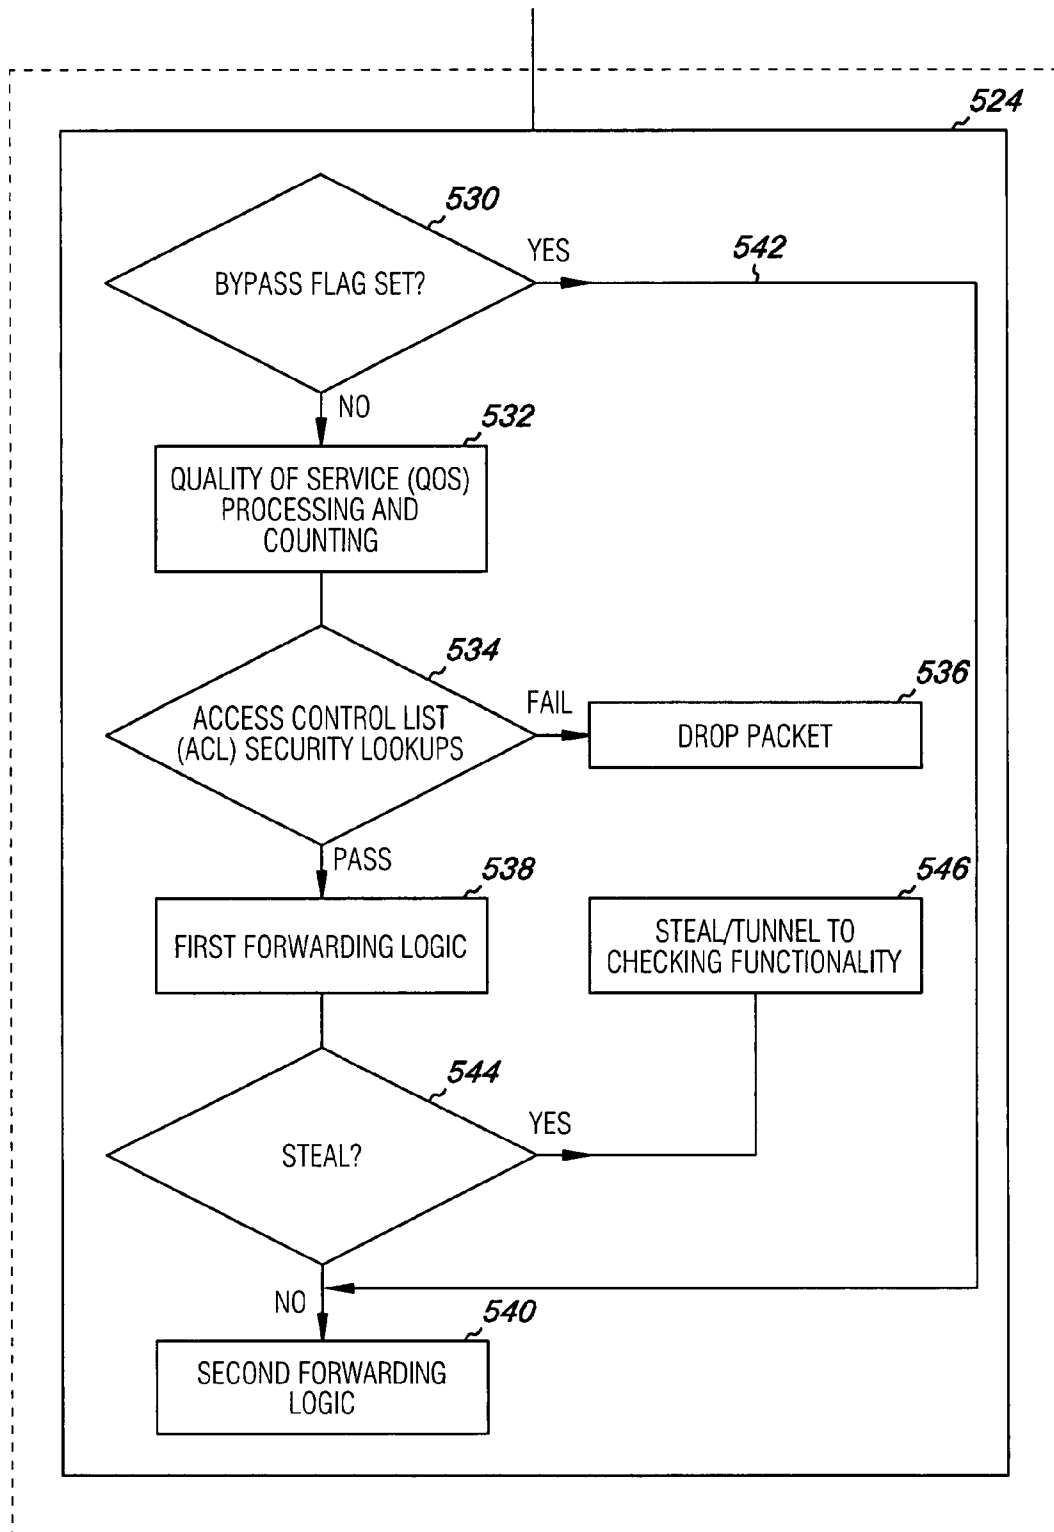 524
530
BYPASS FLAG SET?
YES
542
NO
532
QUALITY OF SERVICE (QOS)
PROCESSING AND
COUNTING
534
ACCESS CONTROL LIST
(ACL) SECURITY LOOKUPS
FAIL
536
DROP PACKET
PASS
538
FIRST FORWARDING LOGIC
546
STEAL/TUNNEL TO
CHECKING FUNCTIONALITY
544
STEAL?
YES
NO
540
SECOND FORWARDING
LOGIC